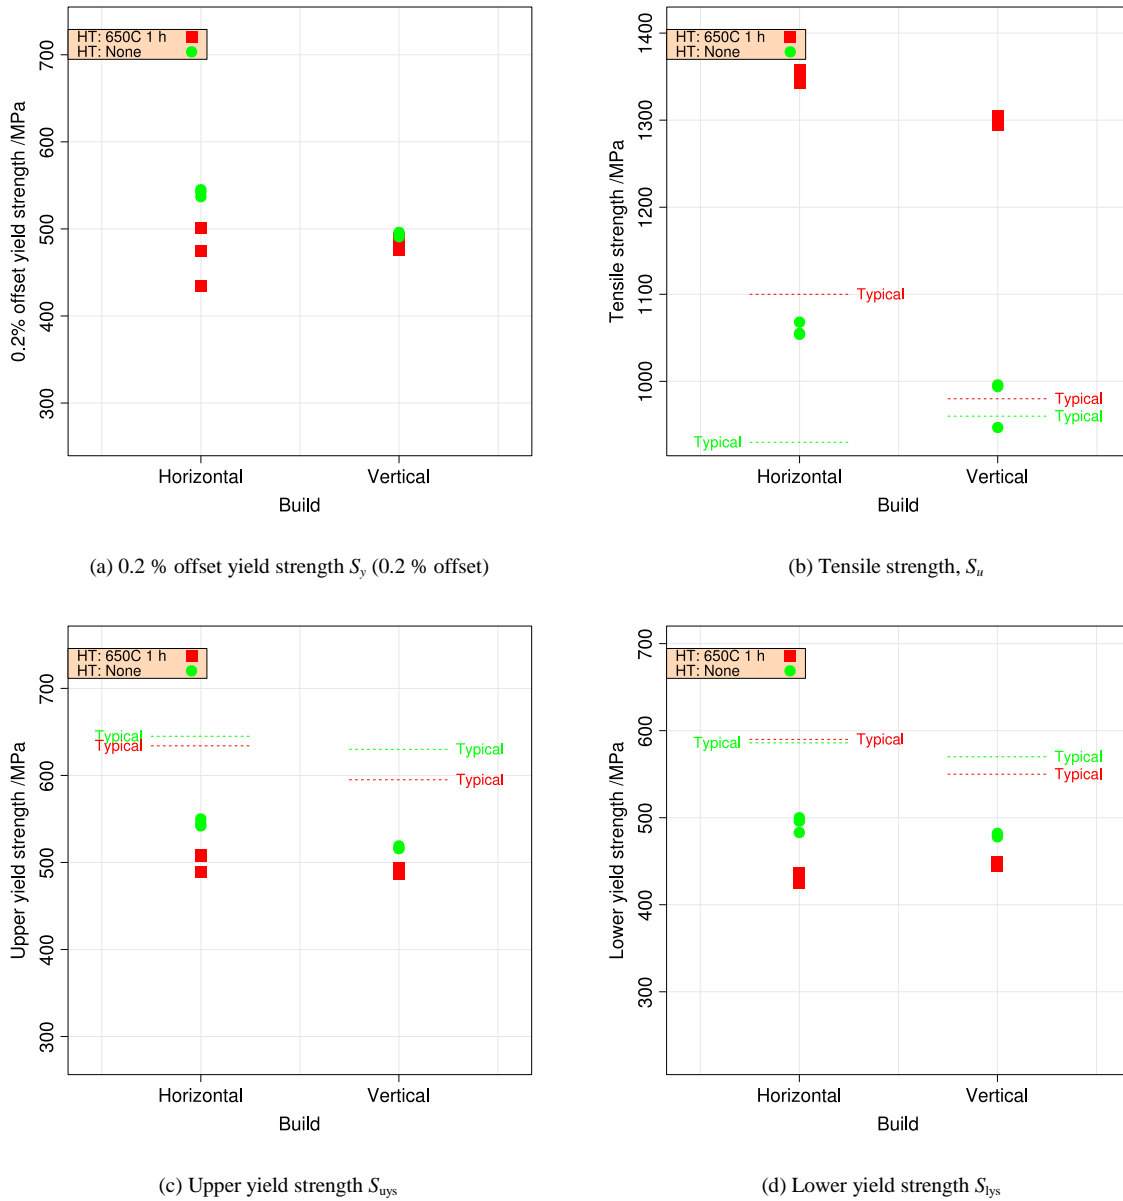 HT: 650C 1 h
HT: None
0.2% offset yield strength /MPa
700
600
500
400
300
Horizontal
Vertical
Build
(a) 0.2 % offset yield strength Sy (0.2 % offset)
HT: 650C 1 h
HT: None
Tensile strength /MPa
1400
1300
1200
1100
1000
Typical
Typical
Typical
Typical
Horizontal
Vertical
Build
(b) Tensile strength, Su
HT: 650C 1 h
HT: None
Upper yield strength /MPa
700
600
500
400
300
Typical
Typical
Typical
Typical
Horizontal
Vertical
Build
(c) Upper yield strength Suys
HT: 650C 1 h
HT: None
Lower yield strength /MPa
700
600
500
400
300
Typical
Typical
Typical
Typical
Horizontal
Vertical
Build
(d) Lower yield strength Slys